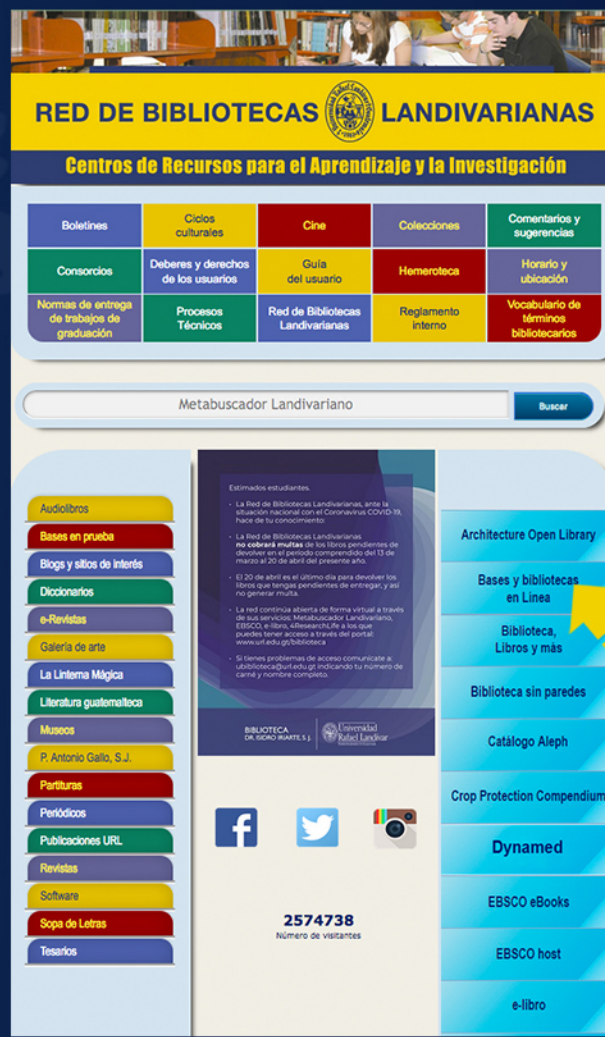 RED DE BIBLIOTECAS LANDIVARIANAS
Centros de Recursos para el Aprendizaje y la Investigación
Boletines
Ciclos
culturales
Cine
Colecciones
Comentarios y
sugerencias
Consorcios
Deberes y derechos
de los usuarios
Guía
del usuario
Hemeroteca
Horario y
ubicación
Normas de entrega
de trabajos de
graduación
Procesos
Técnicos
Red de Bibliotecas
Landivarianas
Reglamento
interno
Vocabulario de
términos
bibliotecarios
Metabuscador Landivariano
Buscar
Audiolibros
Bases en prueba
Blogs y sitios de interés
Diccionarios
e-Revistas
Galería de arte
La Linterna Mágica
Literatura guatemalteca
Museos
P. Antonio Gallo, S.J.
Partituras
Periódicos
Publicaciones URL
Revistas
Software
Sopa de Letras
Tesarios
Estimados estudiantes.
- La Red de Bibliotecas Landivarianas, ante la
situación nacional con el Coronavirus COVID-19,
hace de tu conocimiento:
- La Red de Bibliotecas Landivarianas
no cobrará multas de los libros pendientes de
devolver en el período comprendido del 13 de
marzo al 20 de abril del presente año.
- El 20 de abril es el último día para devolver los
libros que tengas pendientes de entregar, y así
no generar multa.
- La red continúa abierta de forma virtual a través
de sus servicios: Metabuscador Landivariano,
EBSCO, e-libro, 4ResearchLife a los que
puedes tener acceso a través del portal:
www.url.edu.gt/biblioteca
- Si tienes problemas de acceso comunicate a:
ubiblioteca@url.edu.gt indicando tu número de
carné y nombre completo.
BIBLIOTECA
DR. ISIDRO IRIARTE, S.J.
Universidad
Rafael Landívar
2574738
Número de visitantes
Architecture Open Library
Bases y bibliotecas
en Línea
Biblioteca,
Libros y más
Biblioteca sin paredes
Catálogo Aleph
Crop Protection Compendium
Dynamed
EBSCO eBooks
EBSCO host
e-libro